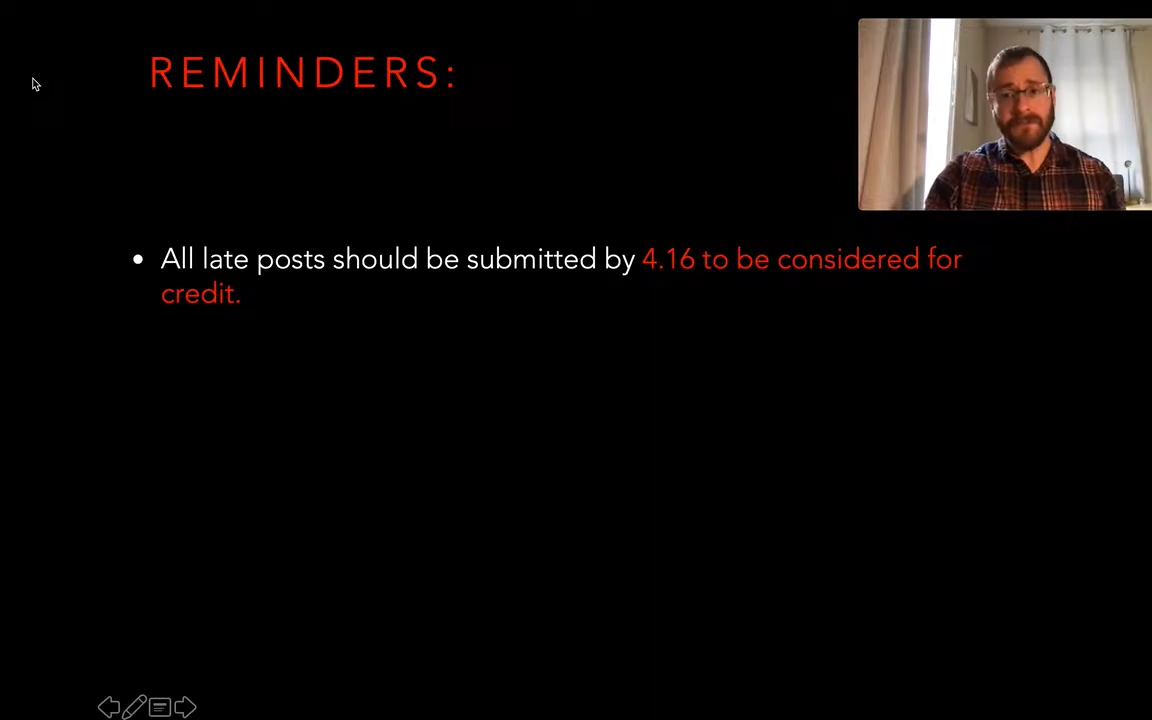 REMINDERS:
• All late posts should be submitted by 4.16 to be considered for
credit.